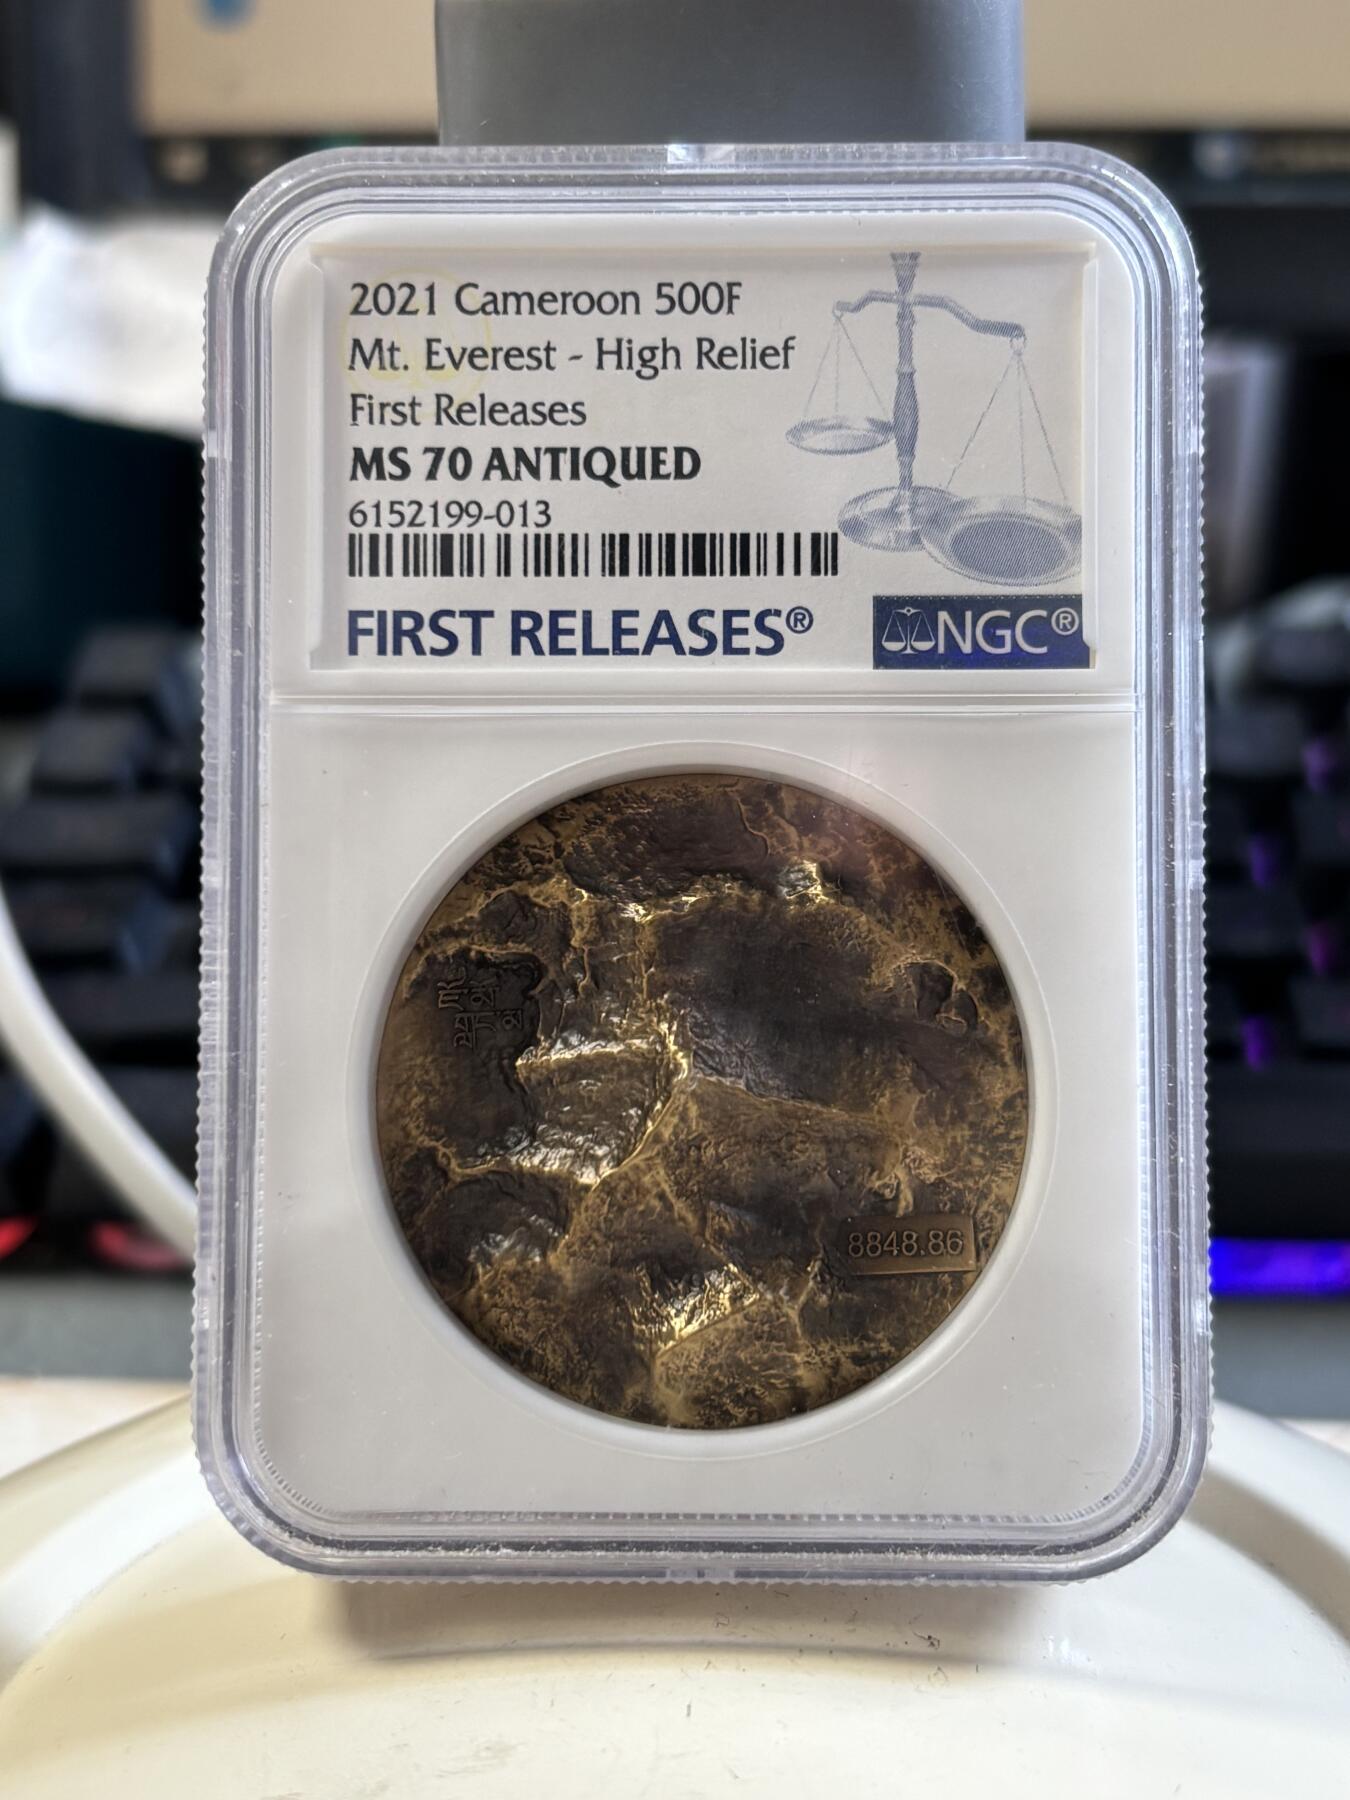 2021 Cameroon 500F
Mt. Everest - High Relief
First Releases
MS 70 ANTIQUED
6152199-013
FIRST RELEASES®
NGC®
8848.86